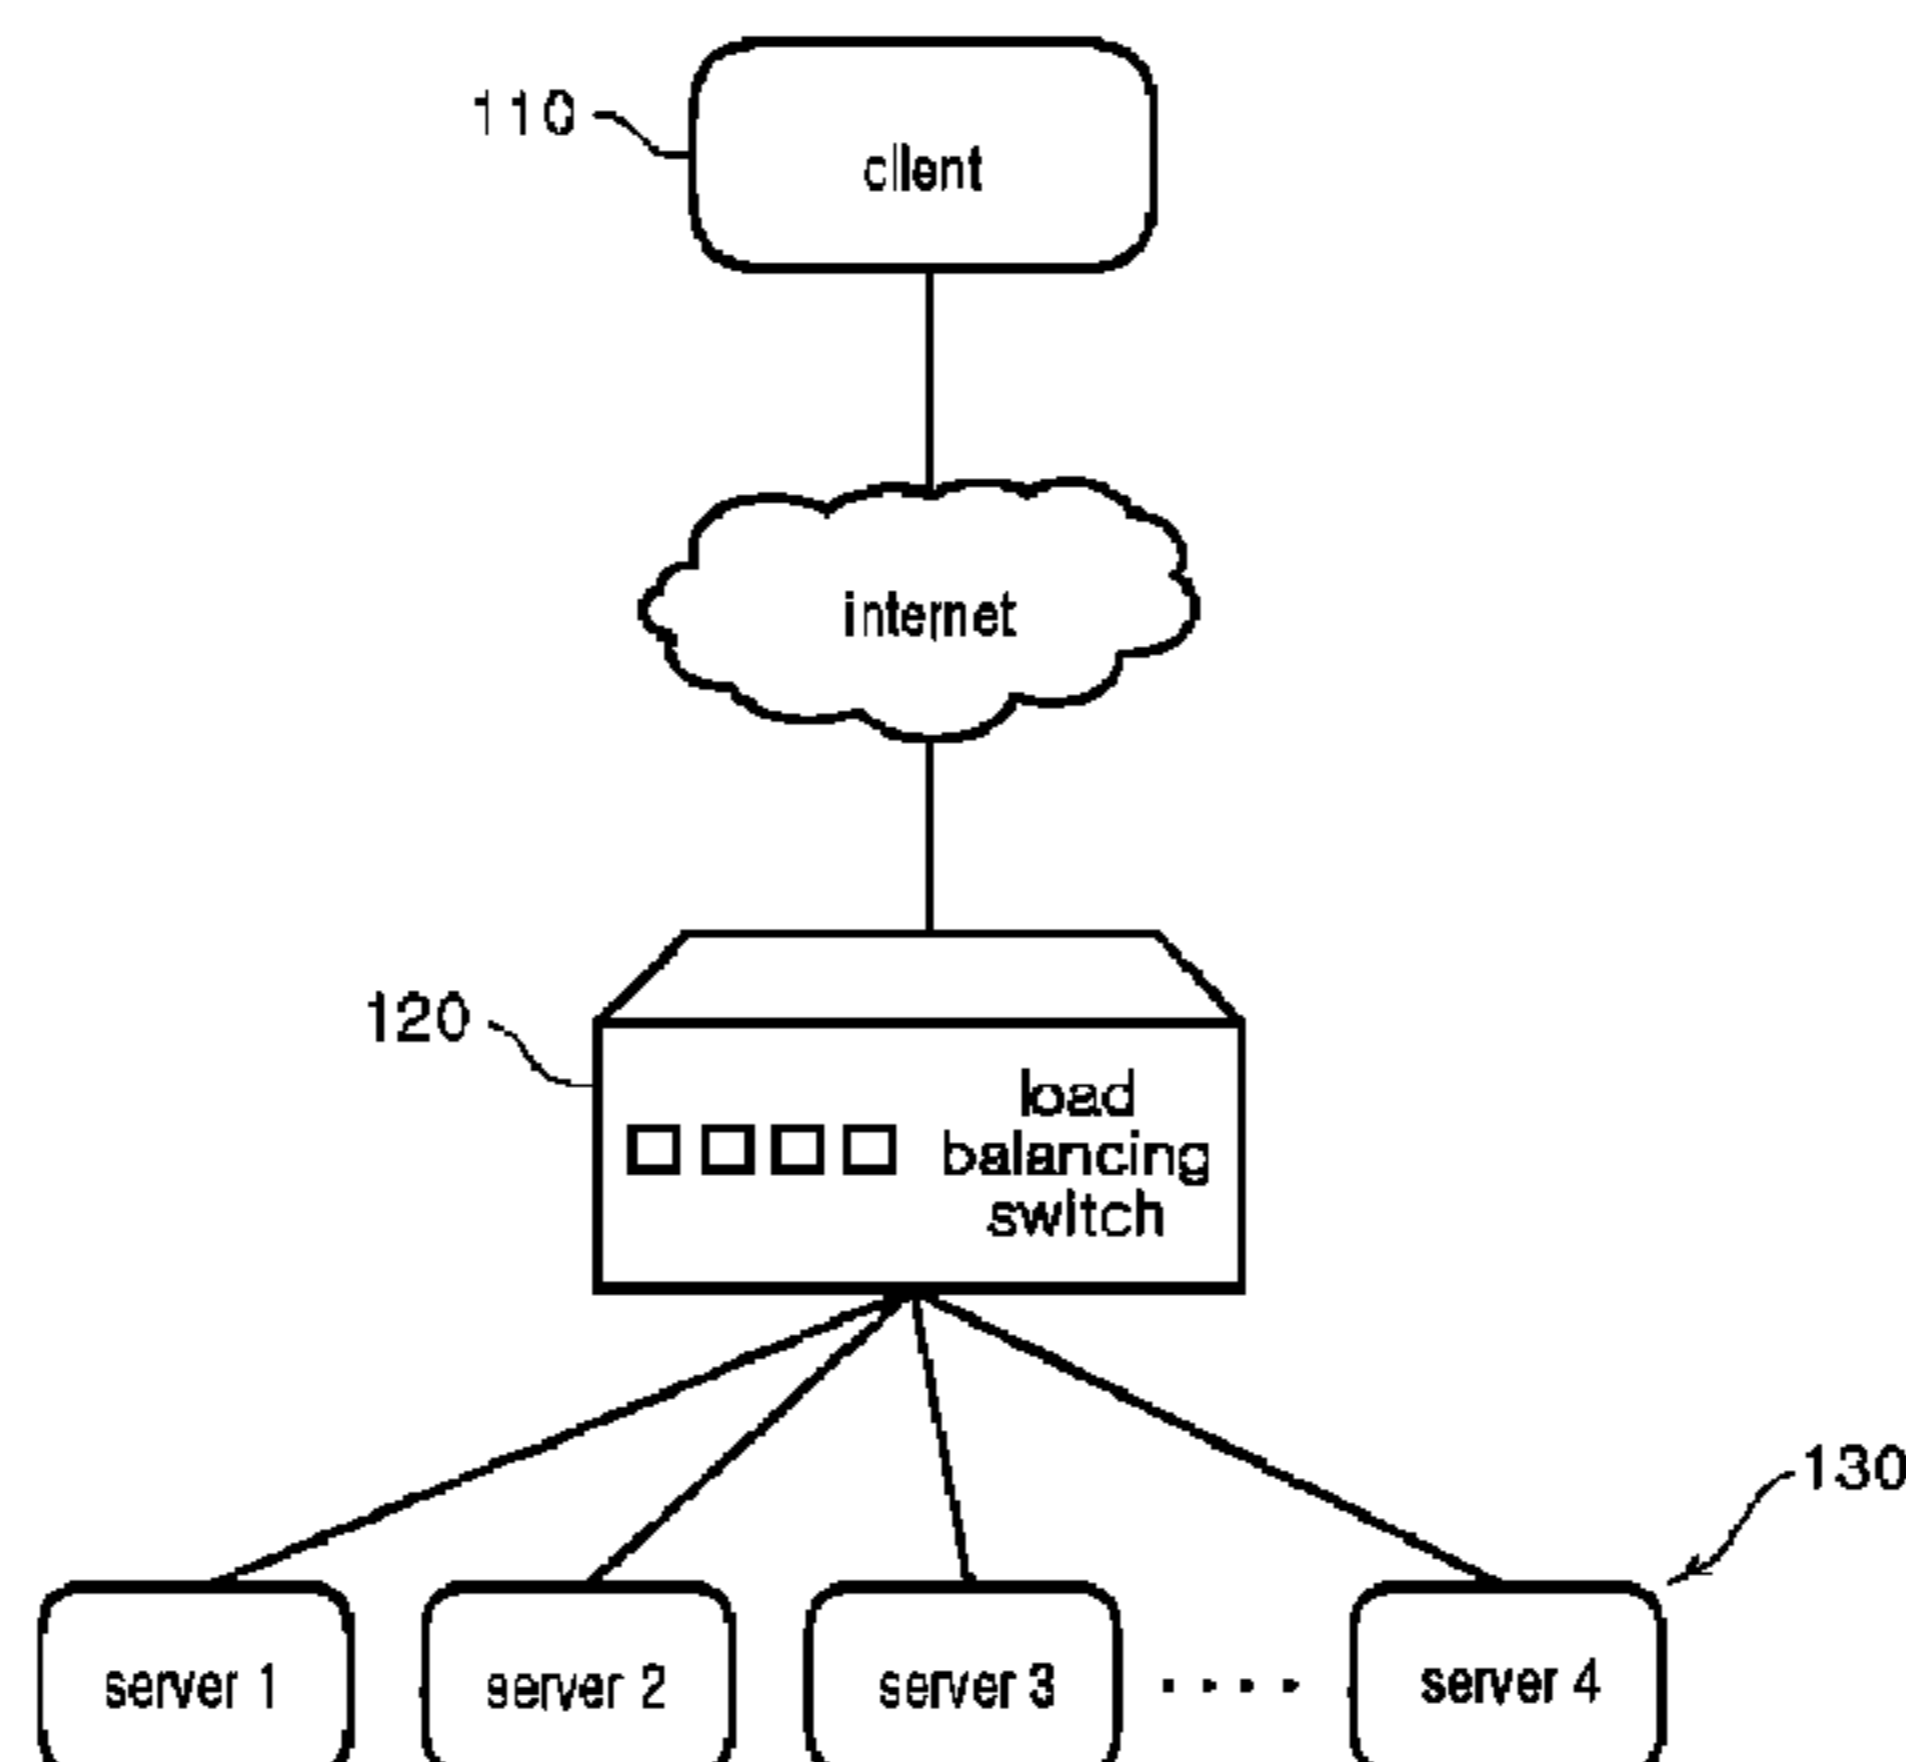 110
client
internet
120
load
balancing
switch
130
server 1
server 2
server 3
....
server 4